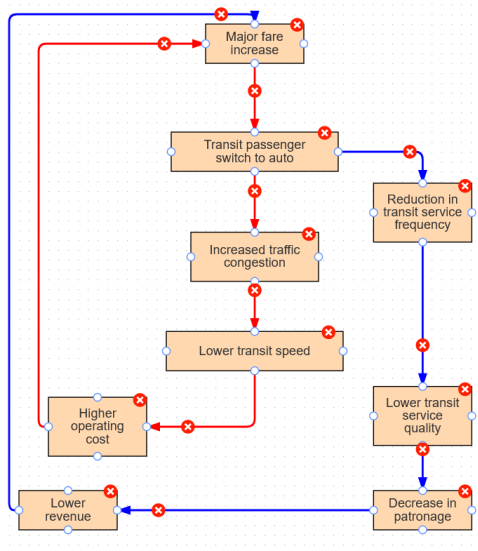 Major fare
increase
Transit passenger
switch to auto
Reduction in
transit service
frequency
Increased traffic
congestion
Lower transit speed
Higher
operating
cost
Lower transit
service
quality
Lower
revenue
Decrease in
patronage